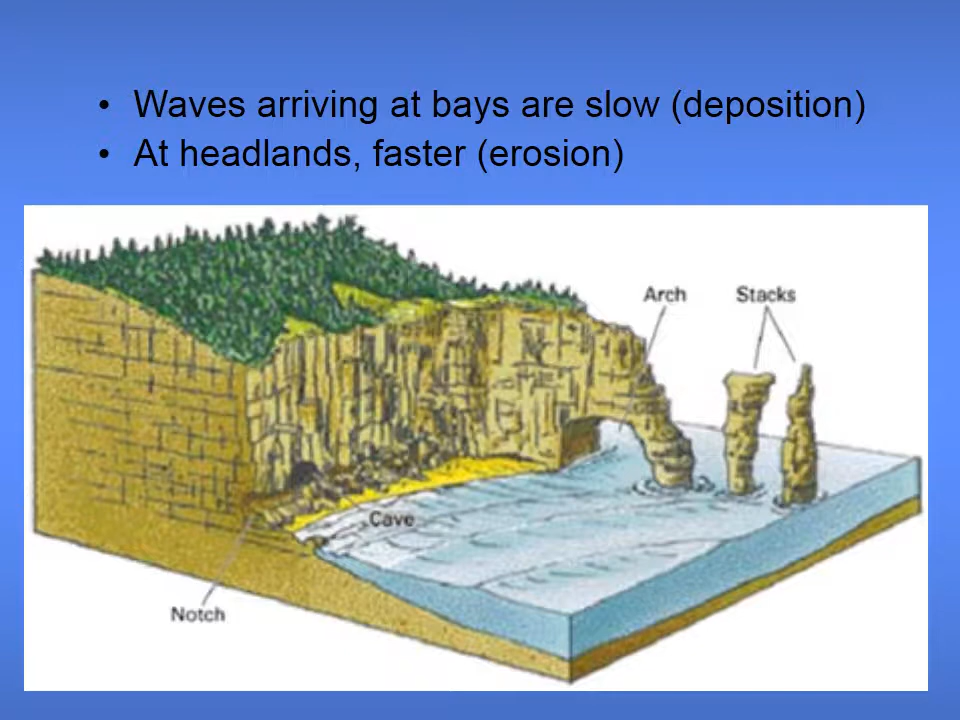 • Waves arriving at bays are slow (deposition)
• At headlands, faster (erosion)
Arch
Stacks
Cave
Notch